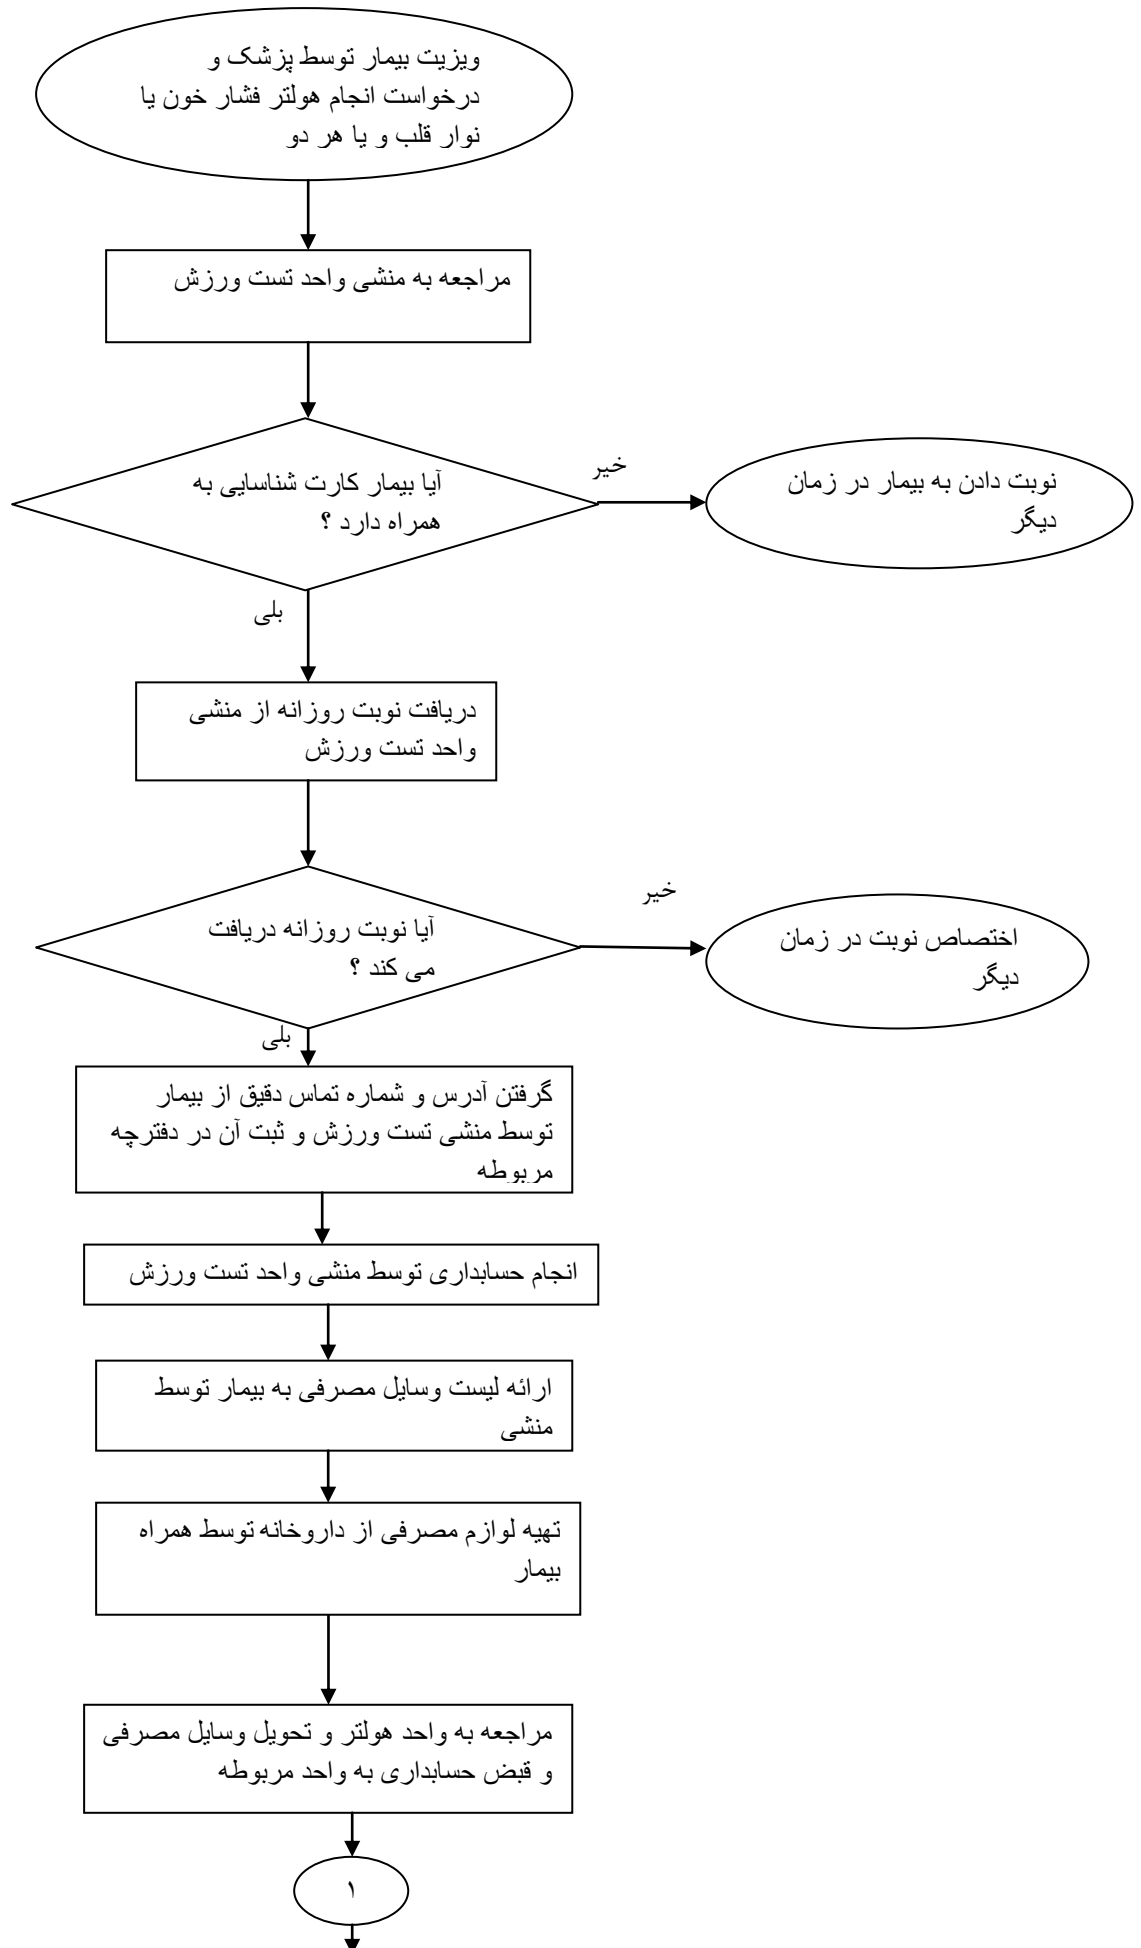 ویزیت بیمار توسط پزشک و
درخواست انجام هولتر فشار خون یا
نوار قلب و یا هر دو
مراجعه به منشی واحد تست ورزش
آیا بیمار کارت شناسایی به
همراه دارد ؟
خیر
نوبت دادن به بیمار در زمان
دیگر
بلی
دریافت نوبت روزانه از منشی
واحد تست ورزش
آیا نوبت روزانه دریافت
می کند ؟
خیر
اختصاص نوبت در زمان
دیگر
بلی
گرفتن آدرس و شماره تماس دقیق از بیمار
توسط منشی تست ورزش و ثبت آن در دفترچه
مربوطه
انجام حسابداری توسط منشی واحد تست ورزش
ارائه لیست وسایل مصرفی به بیمار توسط
منشی
تهیه لوازم مصرفی از داروخانه توسط همراه
بیمار
مراجعه به واحد هولتر و تحویل وسایل مصرفی
و قبض حسابداری به واحد مربوطه
۱